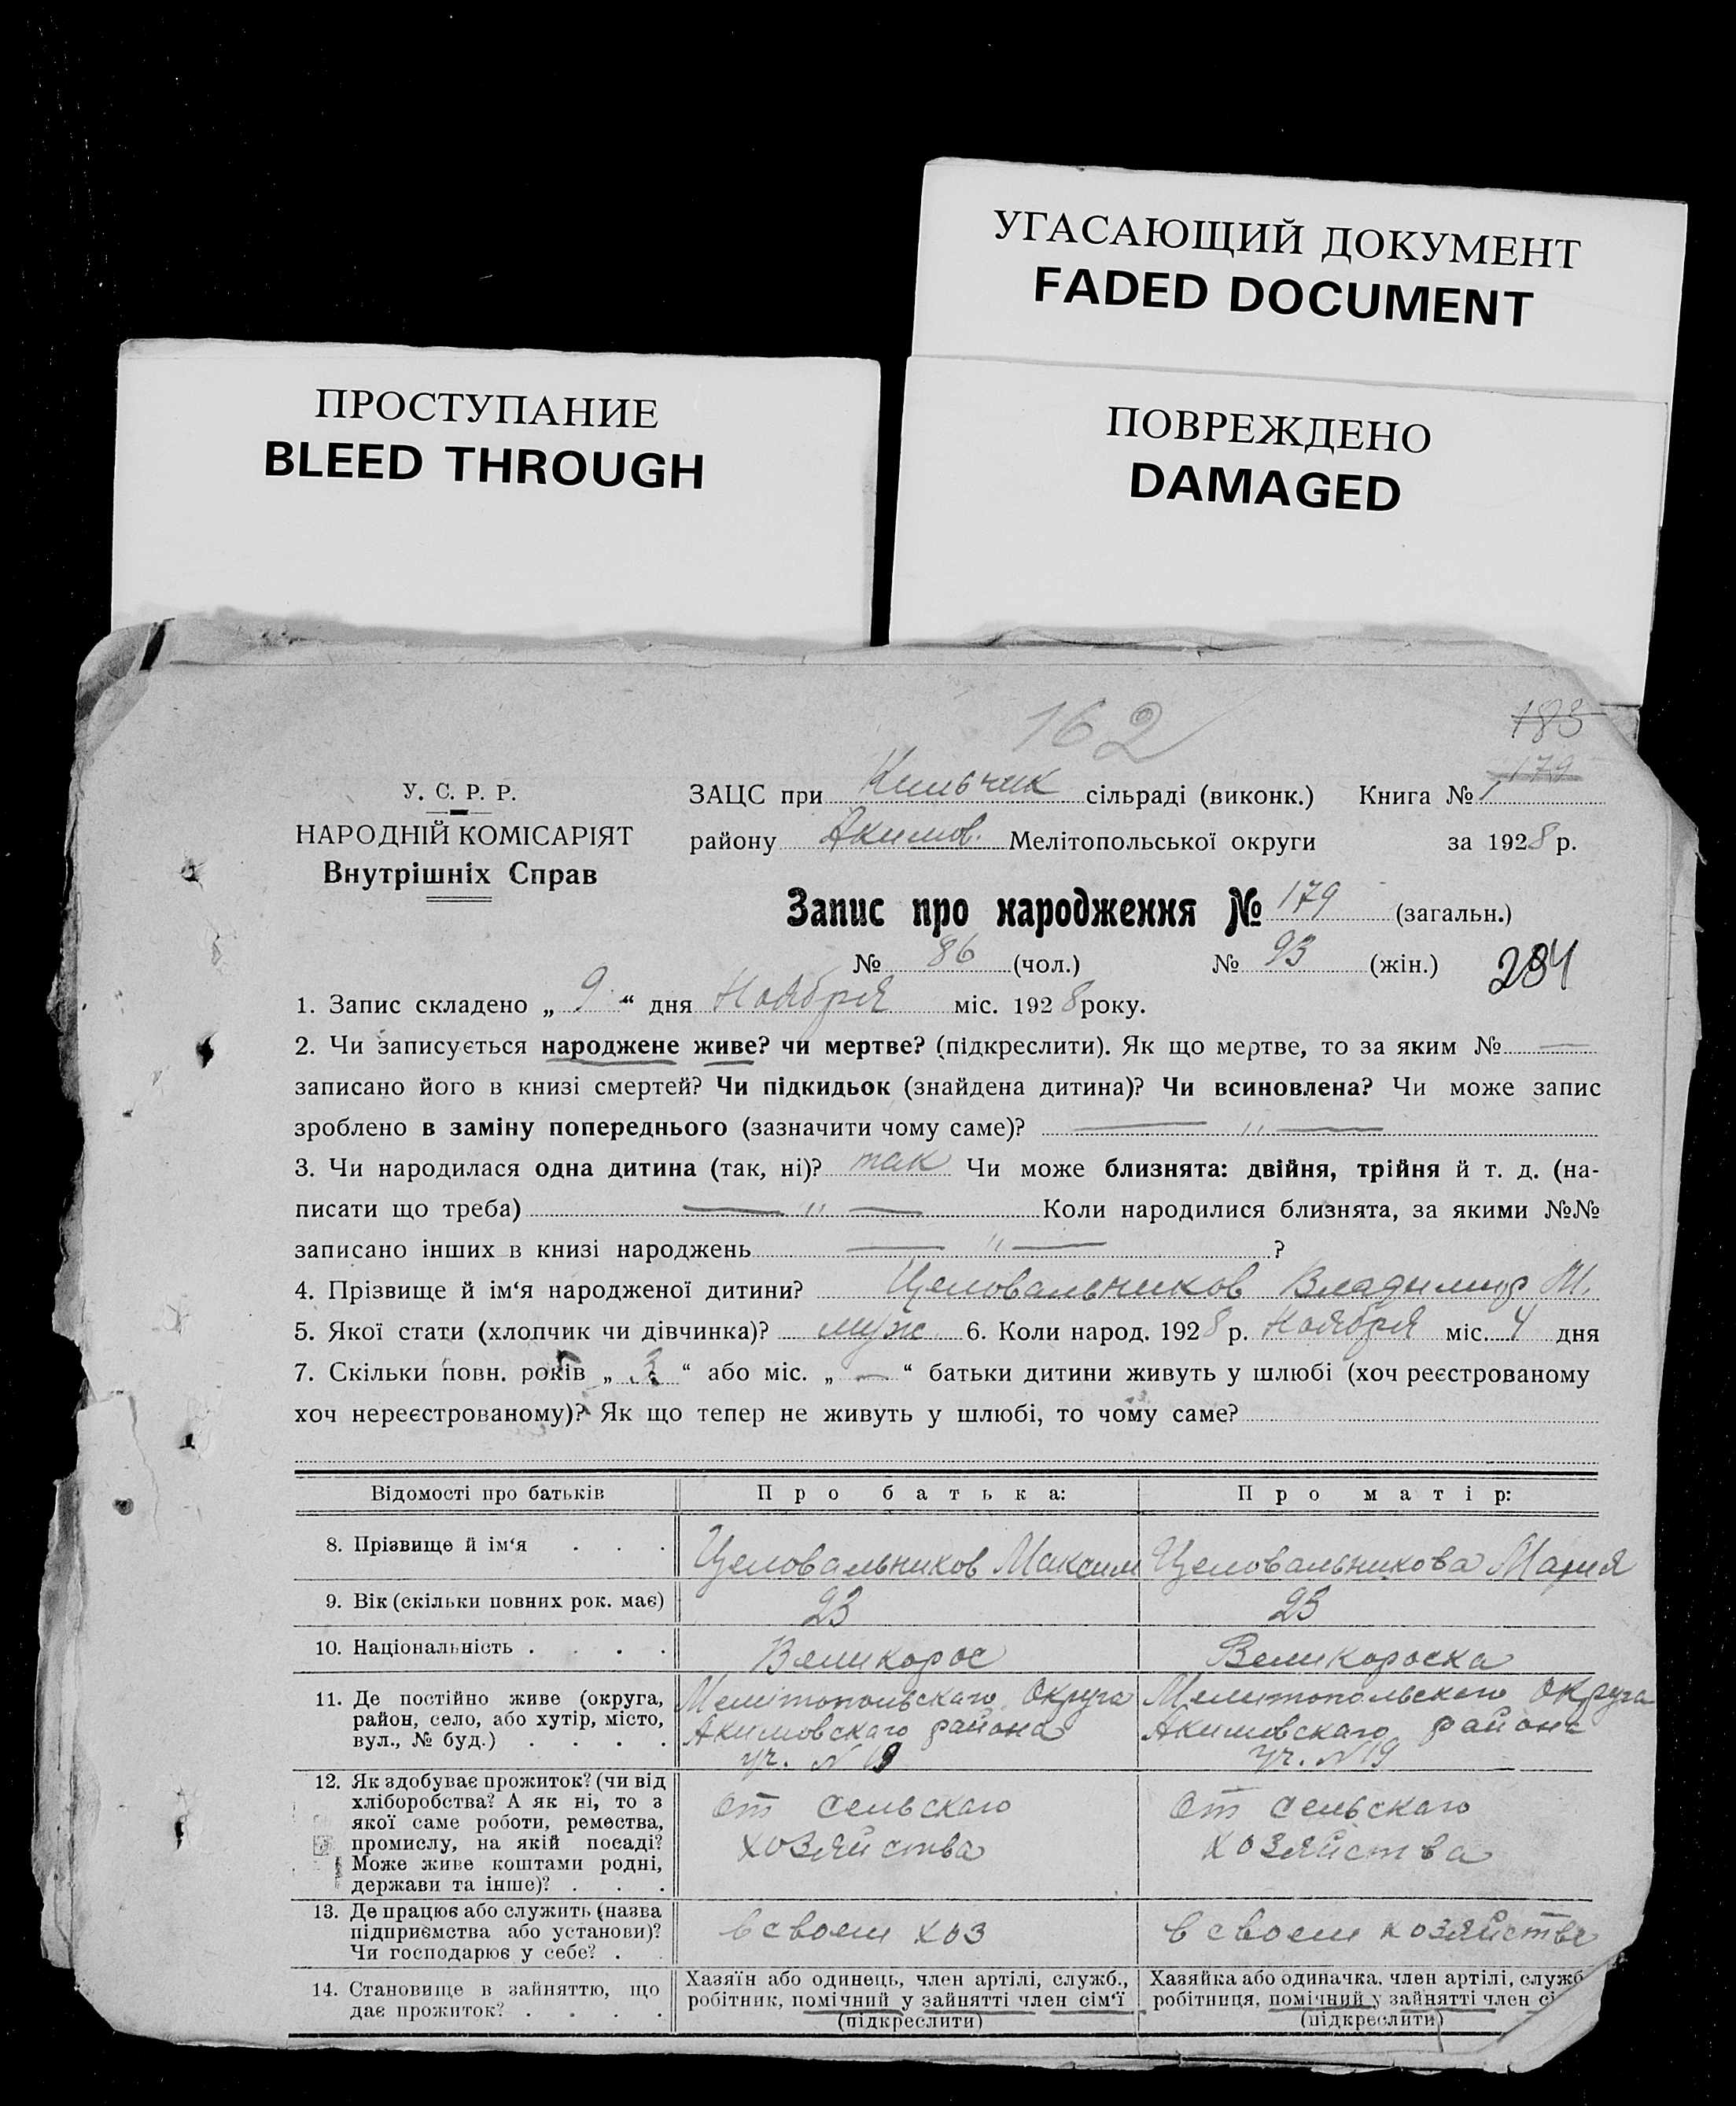 УГАСАЮЩИЙ ДОКУМЕНТ
FADED DOCUMENT
ПРОСТУПАНИЕ
BLEED THROUGH
ПОВРЕЖДЕНО
DAMAGED
162
183
179
У. С. Р. Р.
НАРОДНІЙ КОМІСАРІЯТ
Внутрішніх Справ
ЗАЦС при Кильчик сільраді (виконк.) Книга № 1
району Акимов. Мелітопольської округи за 1928 р.
Запис про народження № 179 (загальн.)
№ 86 (чол.) № 93 (жін.)
284
1. Запис складено „ 9 “ дня Ноября міс. 1928 року.
2. Чи записується народжене живе? чи мертве? (підкреслити). Як що мертве, то за яким № —
записано його в книзі смертей? Чи підкидьок (знайдена дитина)? Чи всиновлена? Чи може запис
зроблено в заміну попереднього (зазначити чому саме)? — „ —
3. Чи народилася одна дитина (так, ні)? так Чи може близнята: двійня, трійня й т. д. (на-
писати що треба) — „ — Коли народилися близнята, за якими №№
записано інших в книзі народжень — „ — ?
4. Прізвище й ім‘я народженої дитини? Целовальников Владимир М.
5. Якої стати (хлопчик чи дівчинка)? муж 6. Коли народ. 1928 р. Ноября міс. 4 дня
7. Скільки повн. років „ 3 “ або міс. „ — “ батьки дитини живуть у шлюбі (хоч реєстрованому
хоч нереєстрованому)? Як що тепер не живуть у шлюбі, то чому саме?
Відомості про батьків
Про батька:
Про матір:
8. Прізвище й ім‘я . . .
Целовальников Максим
Целовальникова Мария
9. Вік (скільки повних рок. має)
23
23
10. Національність . . . .
Великорос
Великороска
11. Де постійно живе (округа,
район, село, або хутір, місто,
вул., № буд.) . . . .
Мелитопольскаго Округа
Акимовскаго района
уч. N 19
Мелитопольскаго Округа
Акимовскаго района
уч. N 19
12. Як здобуває прожиток? (чи від
хліборобства? А як ні, то з
якої саме роботи, ремества,
промислу, на якій посаді?
Може живе коштами родні,
держави та інше)? . . .
От сельскаго
хозяйства
От сельскаго
хозяйства
13. Де працює або служить (назва
підприємства або установи)?
Чи господарює у себе? . .
в своем хоз
в своем хозяйстве
14. Становище в зайняттю, що
дає прожиток? . . . .
Хазяїн або одинець, член артілі, служб.,
робітник, помічний у зайнятті член сім‘ї
(підкреслити)
Хазяйка або одиначка, член артілі, служб
робітниця, помічний у зайнятті член сі
(підкреслити)